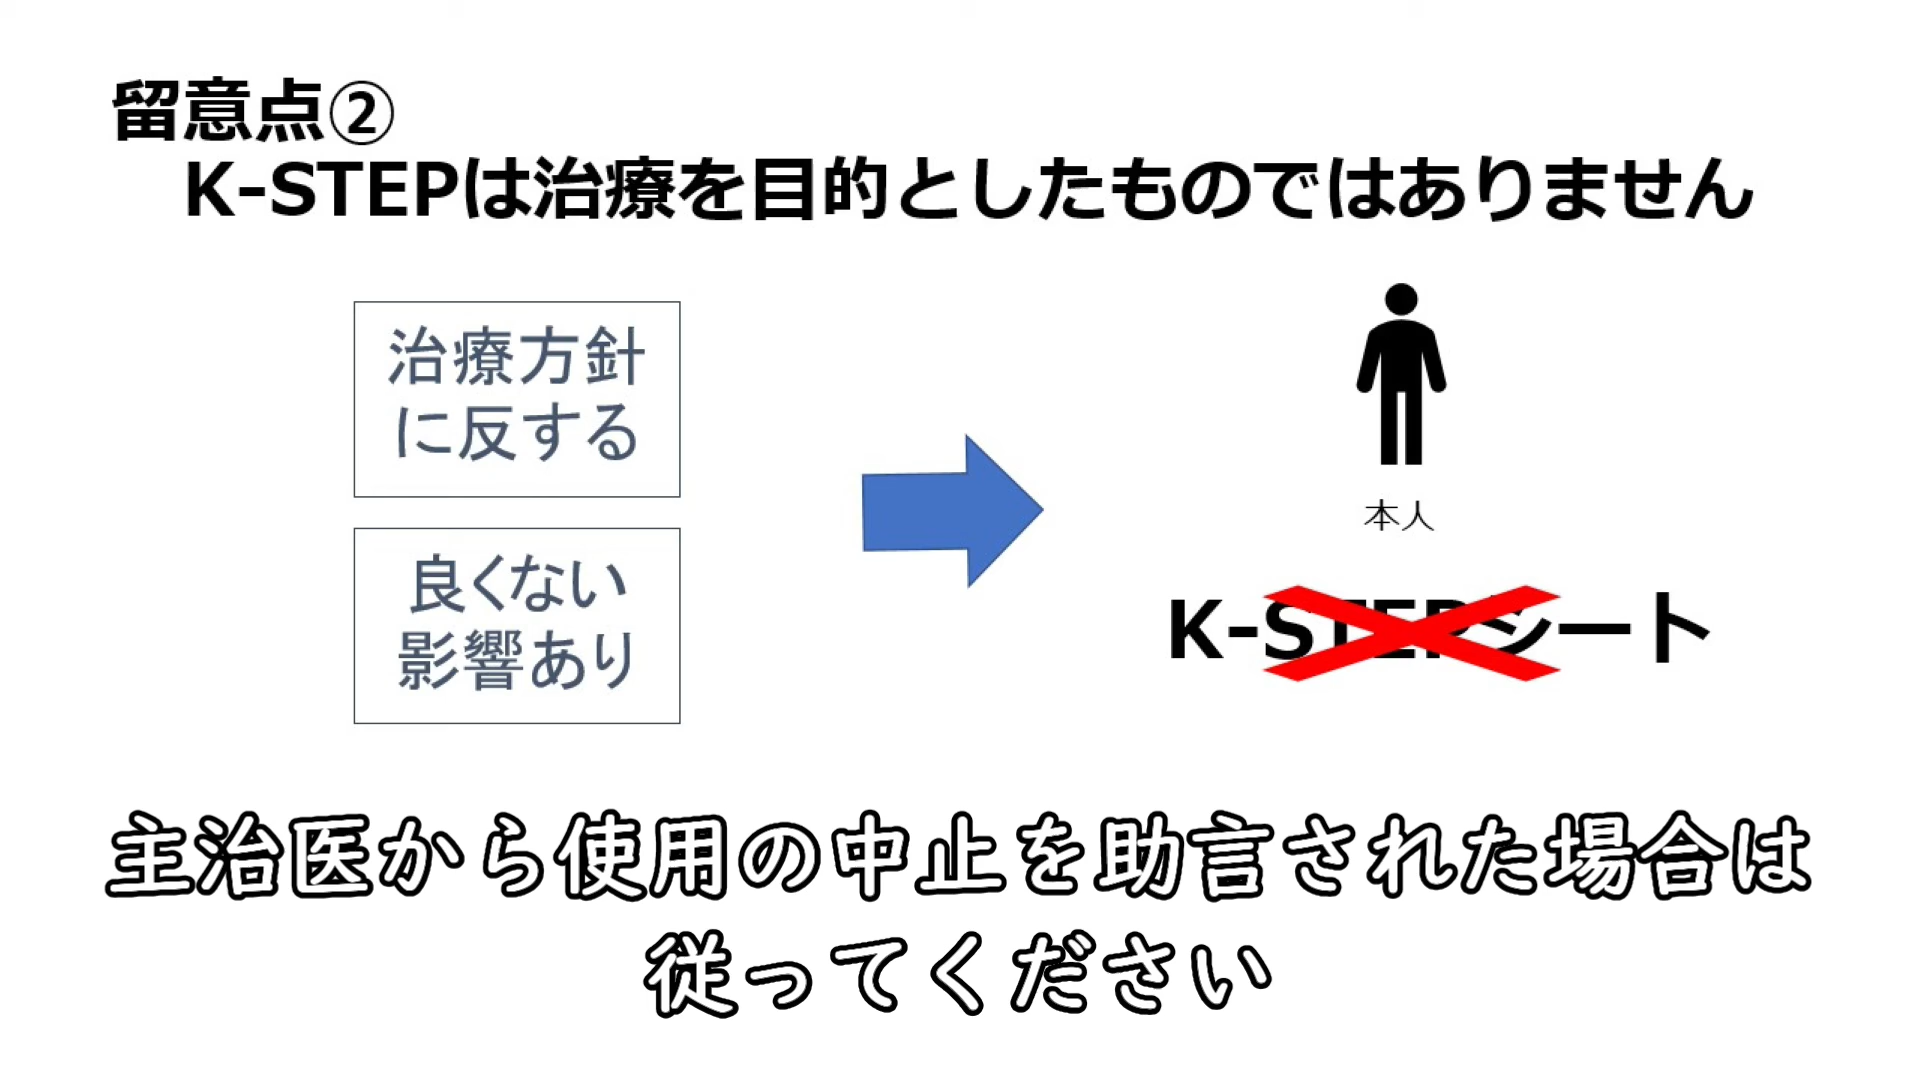 留意点②
K-STEPは治療を目的としたものではありません
治療方針
に反する
良くない
影響あり
本人
K-STEPシート
主治医から使用の中止を助言された場合は
従ってください